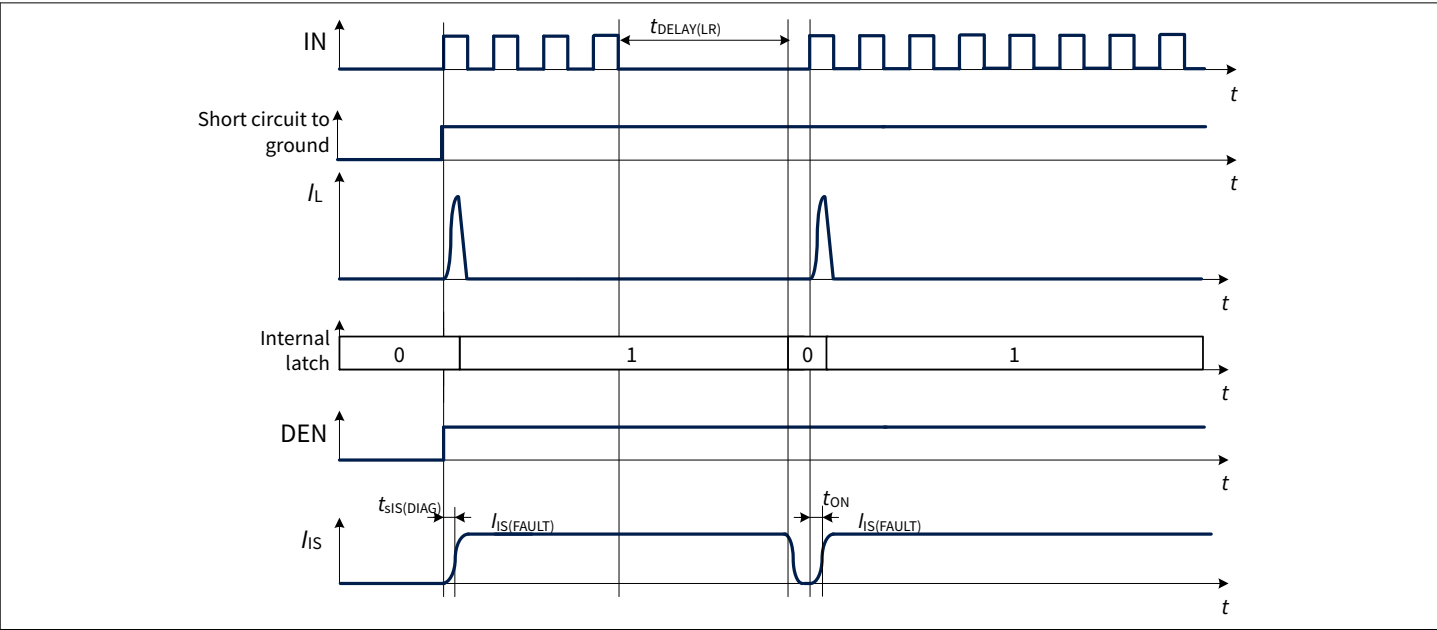 IN
tDELAY(LR)
t
Short circuit to
ground
t
IL
t
Internal
latch
0
1
0
1
t
DEN
t
tsIS(DIAG)
IIS(FAULT)
tON
IIS(FAULT)
IIS
t